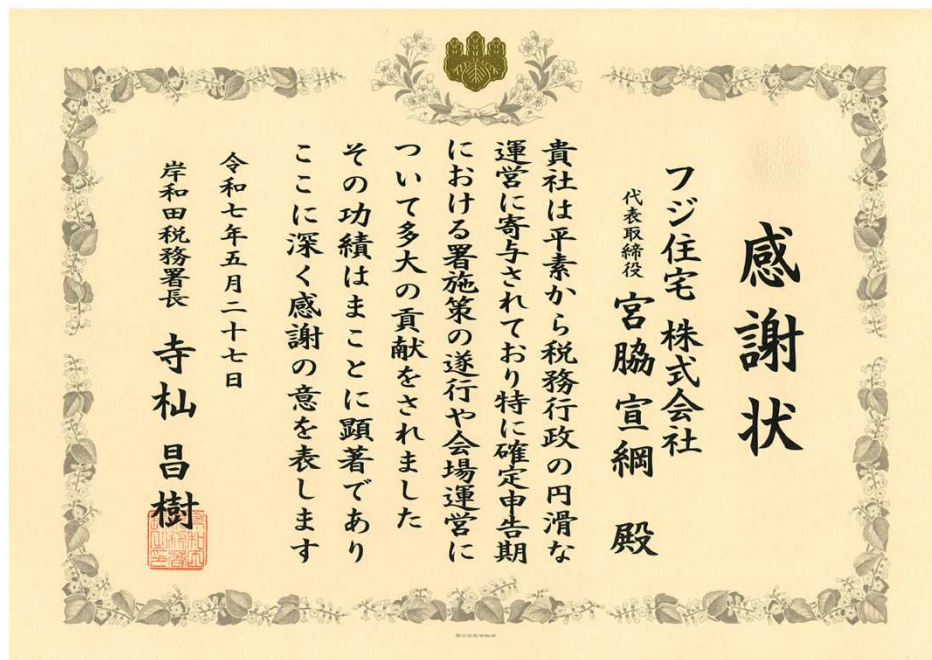 感謝状
フジ住宅 株式会社
代表取締役 宮脇 宣綱 殿
貴社は平素から税務行政の円滑な
運営に寄与されており特に確定申告期
における署施策の遂行や会場運営に
ついて多大の貢献をされました
その功績はまことに顕著であり
ここに深く感謝の意を表します
令和七年五月二十七日
岸和田税務署長 寺杣 昌樹